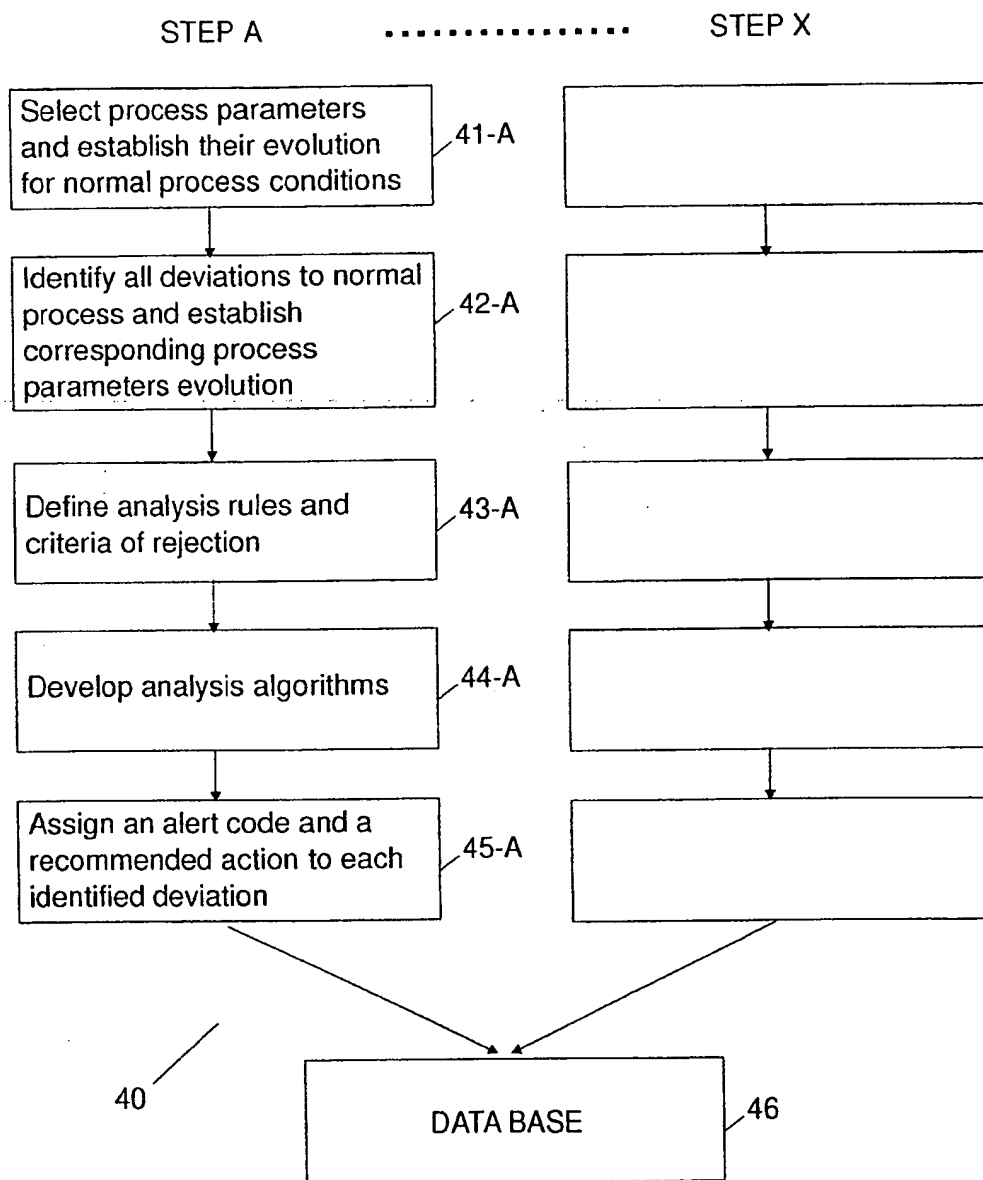 STEP A
STEP X
Select process parameters
and establish their evolution
for normal process conditions
41-A
Identify all deviations to normal
process and establish
corresponding process
parameters evolution
42-A
Define analysis rules and
criteria of rejection
43-A
Develop analysis algorithms
44-A
Assign an alert code and a
recommended action to each
identified deviation
45-A
40
DATA BASE
46